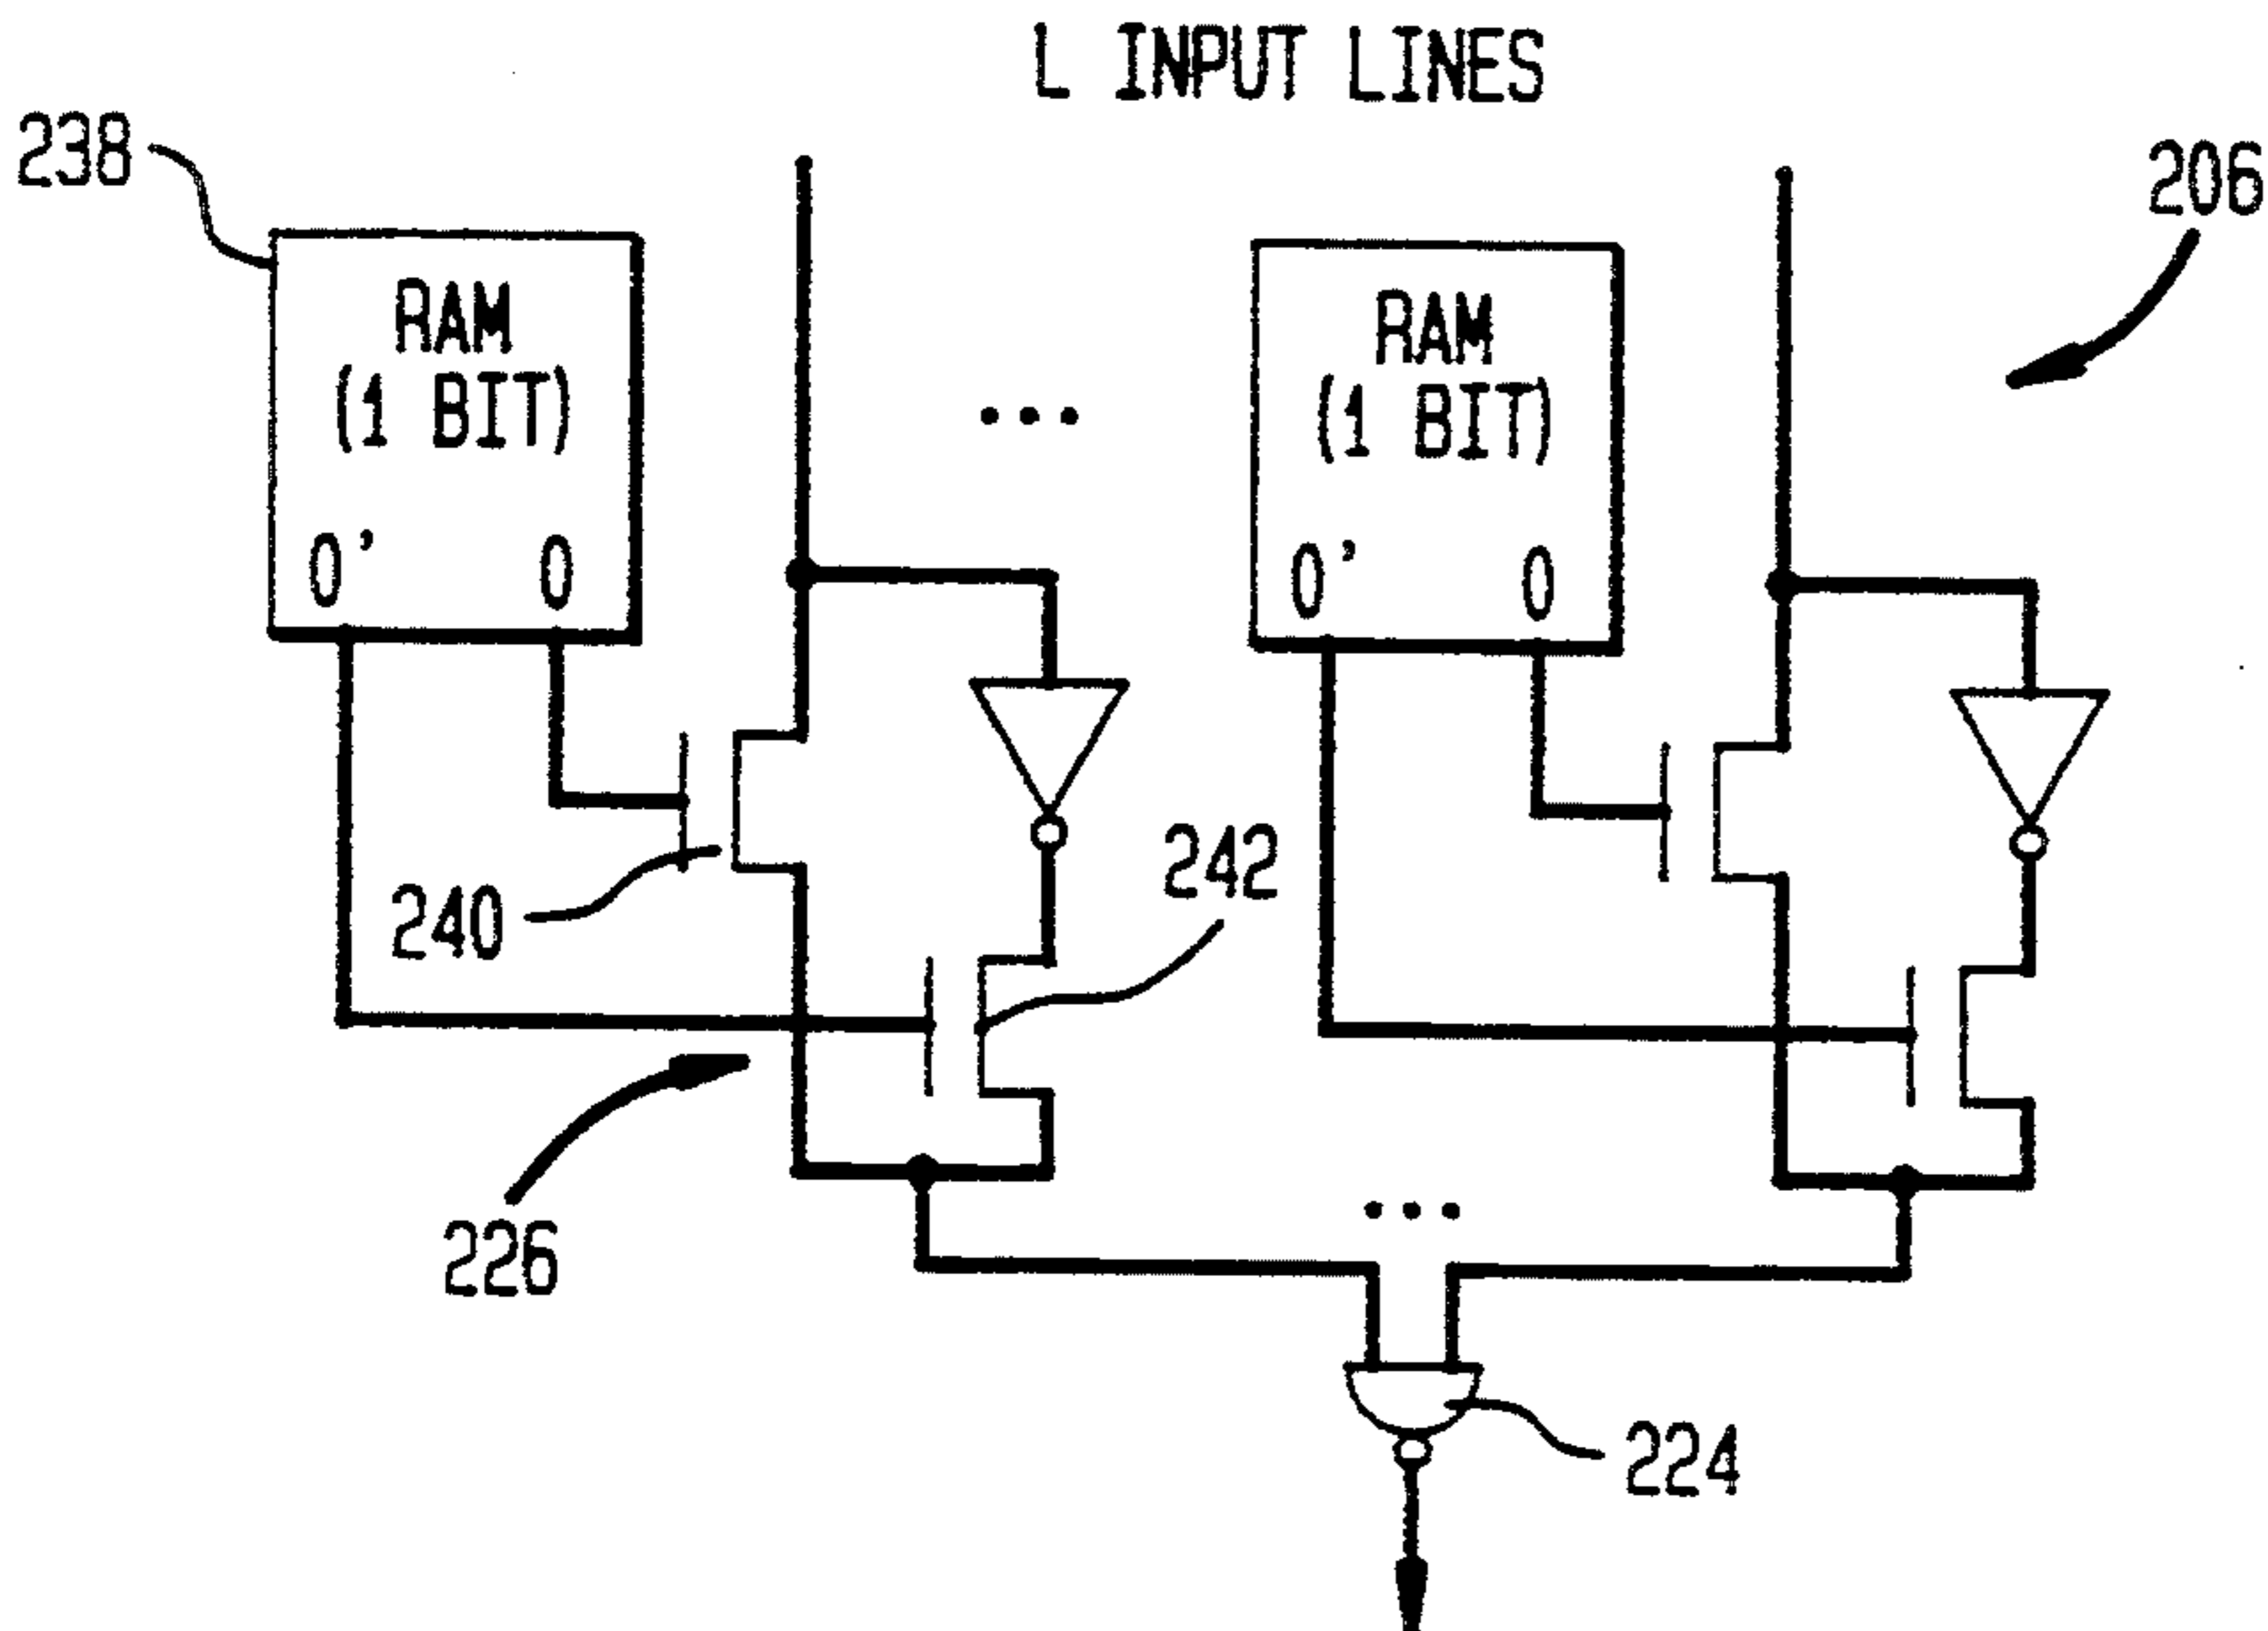 L INPUT LINES
238
206
RAM
(1 BIT)
0' 0
RAM
(1 BIT)
0' 0
240
242
226
224